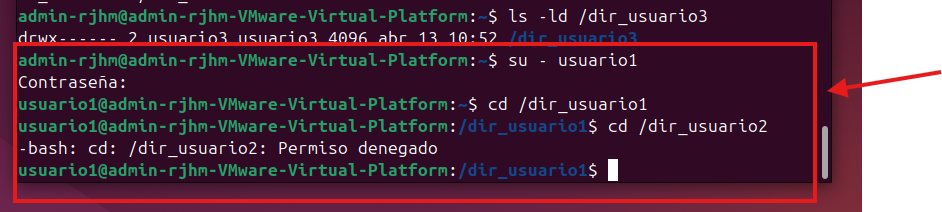 admin-rjhm@admin-rjhm-VMware-Virtual-Platform:~$ ls -ld /dir_usuario3
drwx------ 2 usuario3 usuario3 4096 abr 13 10:52 /dir_usuario3
admin-rjhm@admin-rjhm-VMware-Virtual-Platform:~$ su - usuario1
Contraseña:
usuario1@admin-rjhm-VMware-Virtual-Platform:~$ cd /dir_usuario1
usuario1@admin-rjhm-VMware-Virtual-Platform:/dir_usuario1$ cd /dir_usuario2
-bash: cd: /dir_usuario2: Permiso denegado
usuario1@admin-rjhm-VMware-Virtual-Platform:/dir_usuario1$